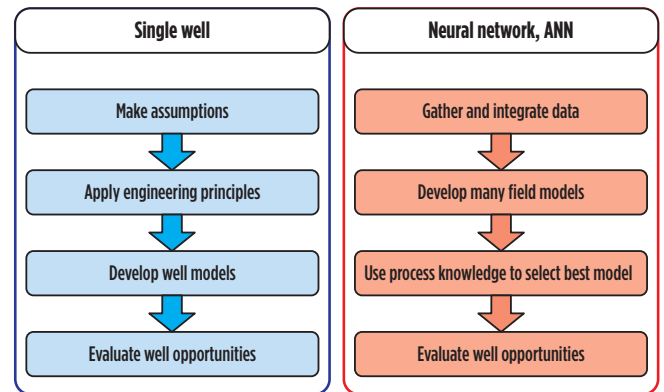 Single well
Make assumptions
Apply engineering principles
Develop well models
Evaluate well opportunities
Neural network, ANN
Gather and integrate data
Develop many field models
Use process knowledge to select best model
Evaluate well opportunities